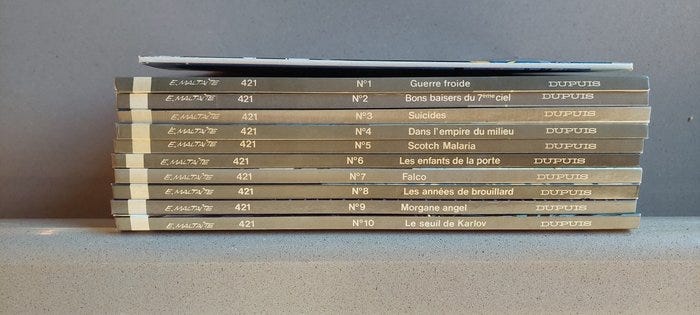 E. MALTAITE 421 N°1 Guerre froide DUPUIS
E. MALTAITE 421 N°2 Bons baisers du 7ème ciel DUPUIS
E. MALTAITE 421 N°3 Suicides DUPUIS
E. MALTAITE 421 N°4 Dans l'empire du milieu DUPUIS
E. MALTAITE 421 N°5 Scotch Malaria DUPUIS
E. MALTAITE 421 N°6 Les enfants de la porte DUPUIS
E. MALTAITE 421 N°7 Falco DUPUIS
E. MALTAITE 421 N°8 Les années de brouillard DUPUIS
E. MALTAITE 421 N°9 Morgane angel DUPUIS
E. MALTAITE 421 N°10 Le seuil de Karlov DUPUIS